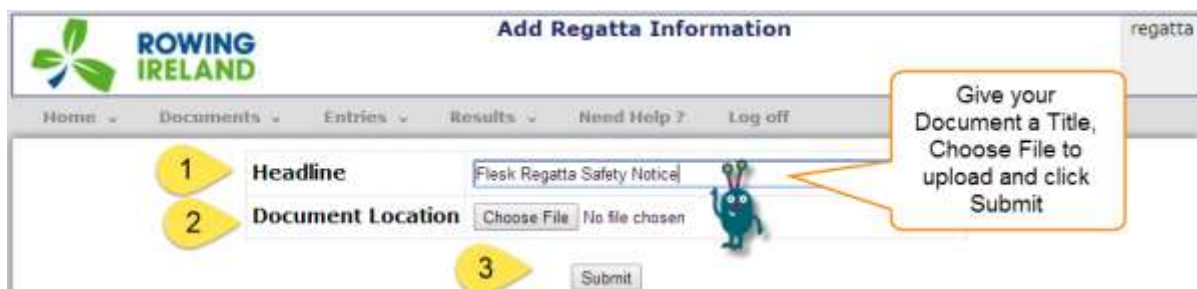 Add Regatta Information
regatta
ROWING
IRELAND
Home Documents Entries Results Need Help ? Log off
Give your
Document a Title,
Choose File to
upload and click
Submit
1 Headline Flesk Regatta Safety Notice
2 Document Location Choose File No file chosen
3 Submit